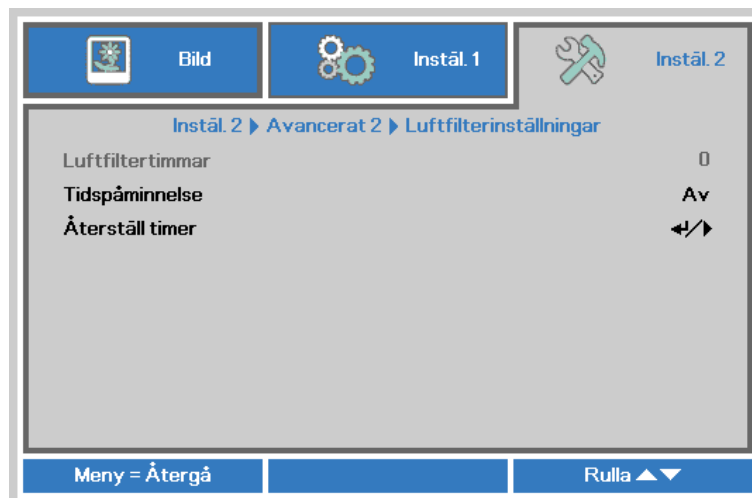 Bild
Instäl. 1
Instäl. 2
Instäl. 2 ▶ Avancerat 2 ▶ Luftfilterinställningar
Luftfiltertimmar 0
Tidspåminnelse Av
Återställ timer ↵/▶
Meny = Återgå
Rulla ▲▼